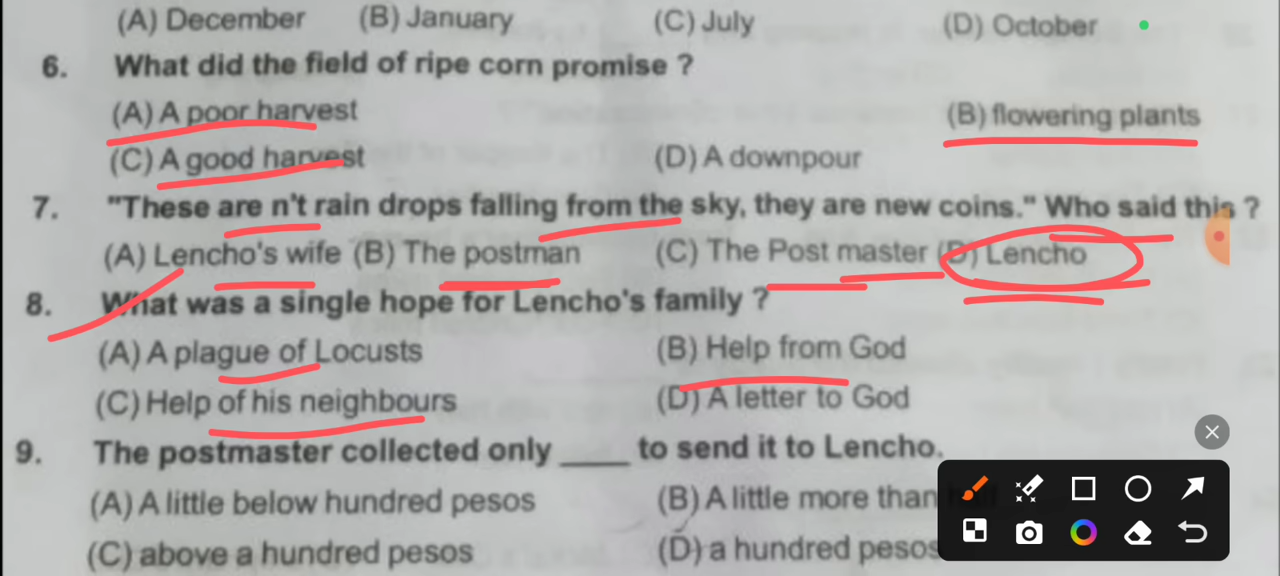 (A) December (B) January (C) July (D) October
6. What did the field of ripe corn promise ?
(A) A poor harvest (B) flowering plants
(C) A good harvest (D) A downpour
7. "These are n't rain drops falling from the sky, they are new coins." Who said this ?
(A) Lencho's wife (B) The postman (C) The Post master (D) Lencho
8. What was a single hope for Lencho's family ?
(A) A plague of Locusts (B) Help from God
(C) Help of his neighbours (D) A letter to God
9. The postmaster collected only ____ to send it to Lencho.
(A) A little below hundred pesos (B) A little more than half
(C) above a hundred pesos (D) a hundred pesos